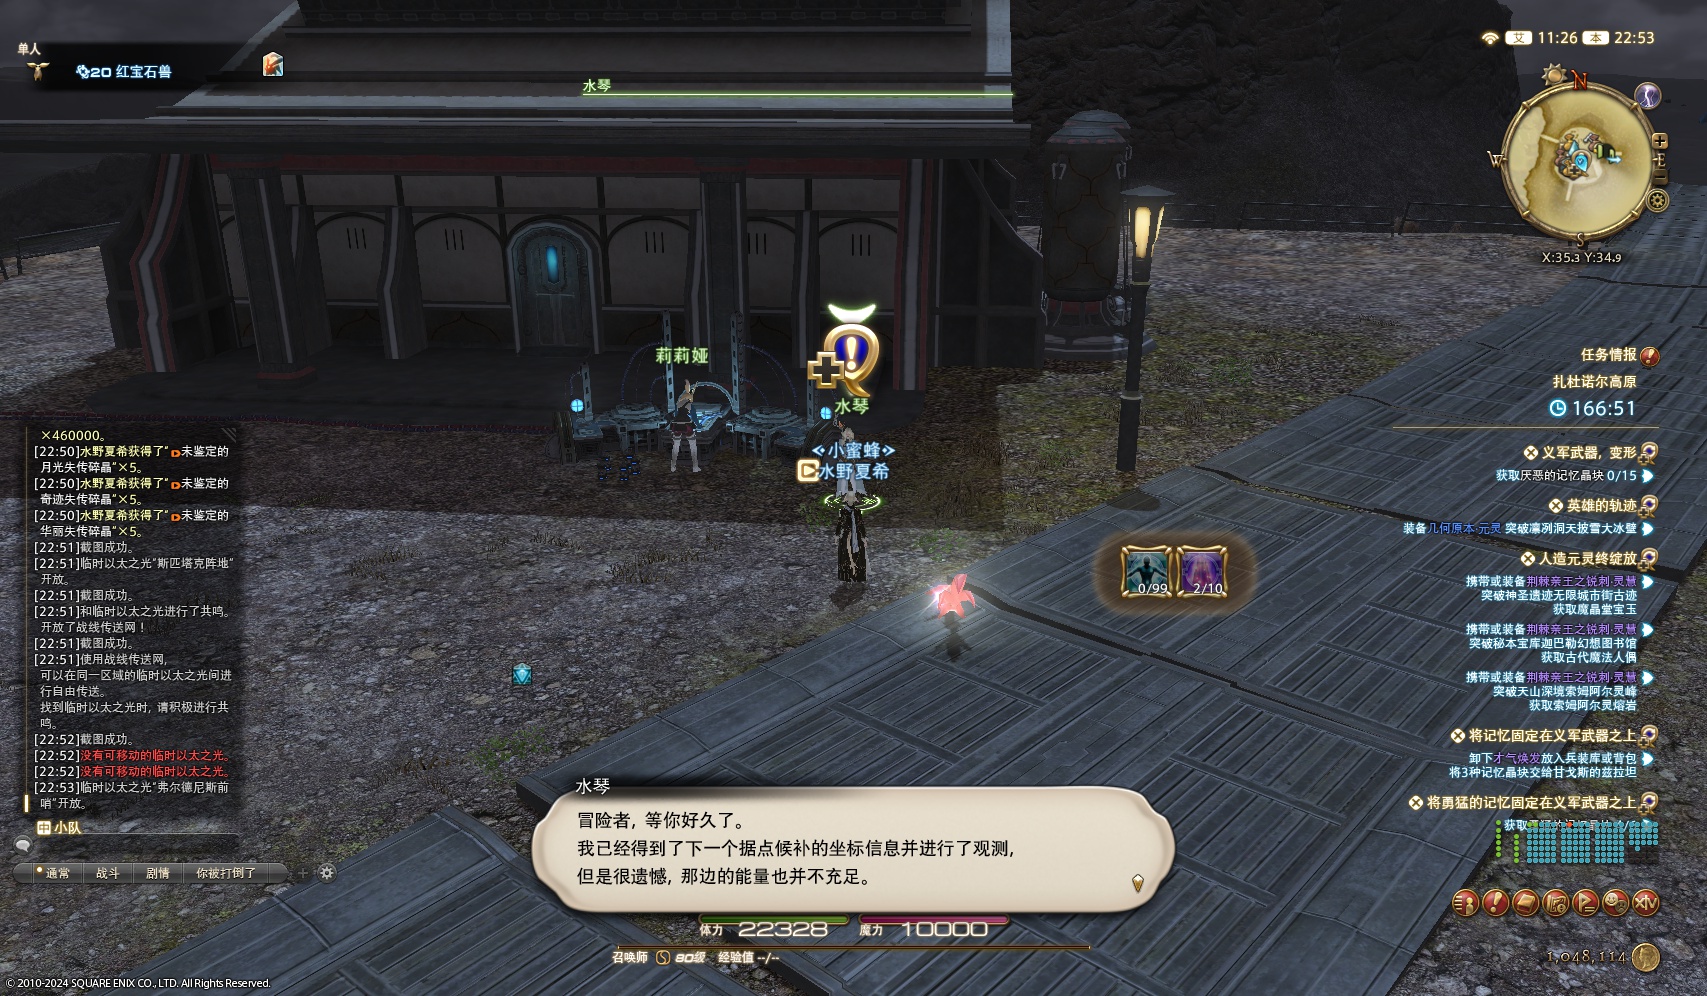 单人
20 红宝石兽
水琴
艾 11:26 本 22:53
N
W
E
S
X:35.3 Y:34.9
莉莉娅
水琴
<小蜜蜂>
水野夏希
0/99
2/10
任务情报
扎杜诺尔高原
166:51
义军武器，变形
获取厌恶的记忆晶块 0/15
英雄的轨迹
装备几何原本·元灵 突破凛冽洞天披雪大冰壁
人造元灵终绽放
携带或装备荆棘亲王之锐刺·灵慧
突破神圣遗迹无限城市街古迹
获取魔晶堂宝玉
携带或装备荆棘亲王之锐刺·灵慧
突破秘本宝库迦巴勒幻想图书馆
获取古代魔法人偶
携带或装备荆棘亲王之锐刺·灵慧
突破天山深境索姆阿尔灵峰
获取索姆阿尔灵熔岩
将记忆固定在义军武器之上
卸下才气焕发放入兵装库或背包
将3种记忆晶块交给甘戈斯的兹拉坦
将勇猛的记忆固定在义军武器之上
获取
×460000。
[22:50]水野夏希获得了“未鉴定的
月光失传碎晶”×5。
[22:50]水野夏希获得了“未鉴定的
奇迹失传碎晶”×5。
[22:50]水野夏希获得了“未鉴定的
华丽失传碎晶”×5。
[22:51]截图成功。
[22:51]临时以太之光“斯匹塔克阵地”
开放。
[22:51]截图成功。
[22:51]和临时以太之光进行了共鸣。
开放了战线传送网！
[22:51]截图成功。
[22:51]使用战线传送网，
可以在同一区域的临时以太之光间进
行自由传送。
找到临时以太之光时，请积极进行共
鸣。
[22:52]截图成功。
[22:52]没有可移动的临时以太之光。
[22:52]没有可移动的临时以太之光。
[22:53]临时以太之光“弗尔德尼斯前
哨”开放。
小队
通常 战斗 剧情 你被打倒了
水琴
冒险者，等你好久了。
我已经得到了下一个据点候补的坐标信息并进行了观测，
但是很遗憾，那边的能量也并不充足。
体力 22328 魔力 10000
召唤师 80级 经验值 --/--
XIV
1,048,114
© 2010-2024 SQUARE ENIX CO., LTD. All Rights Reserved.